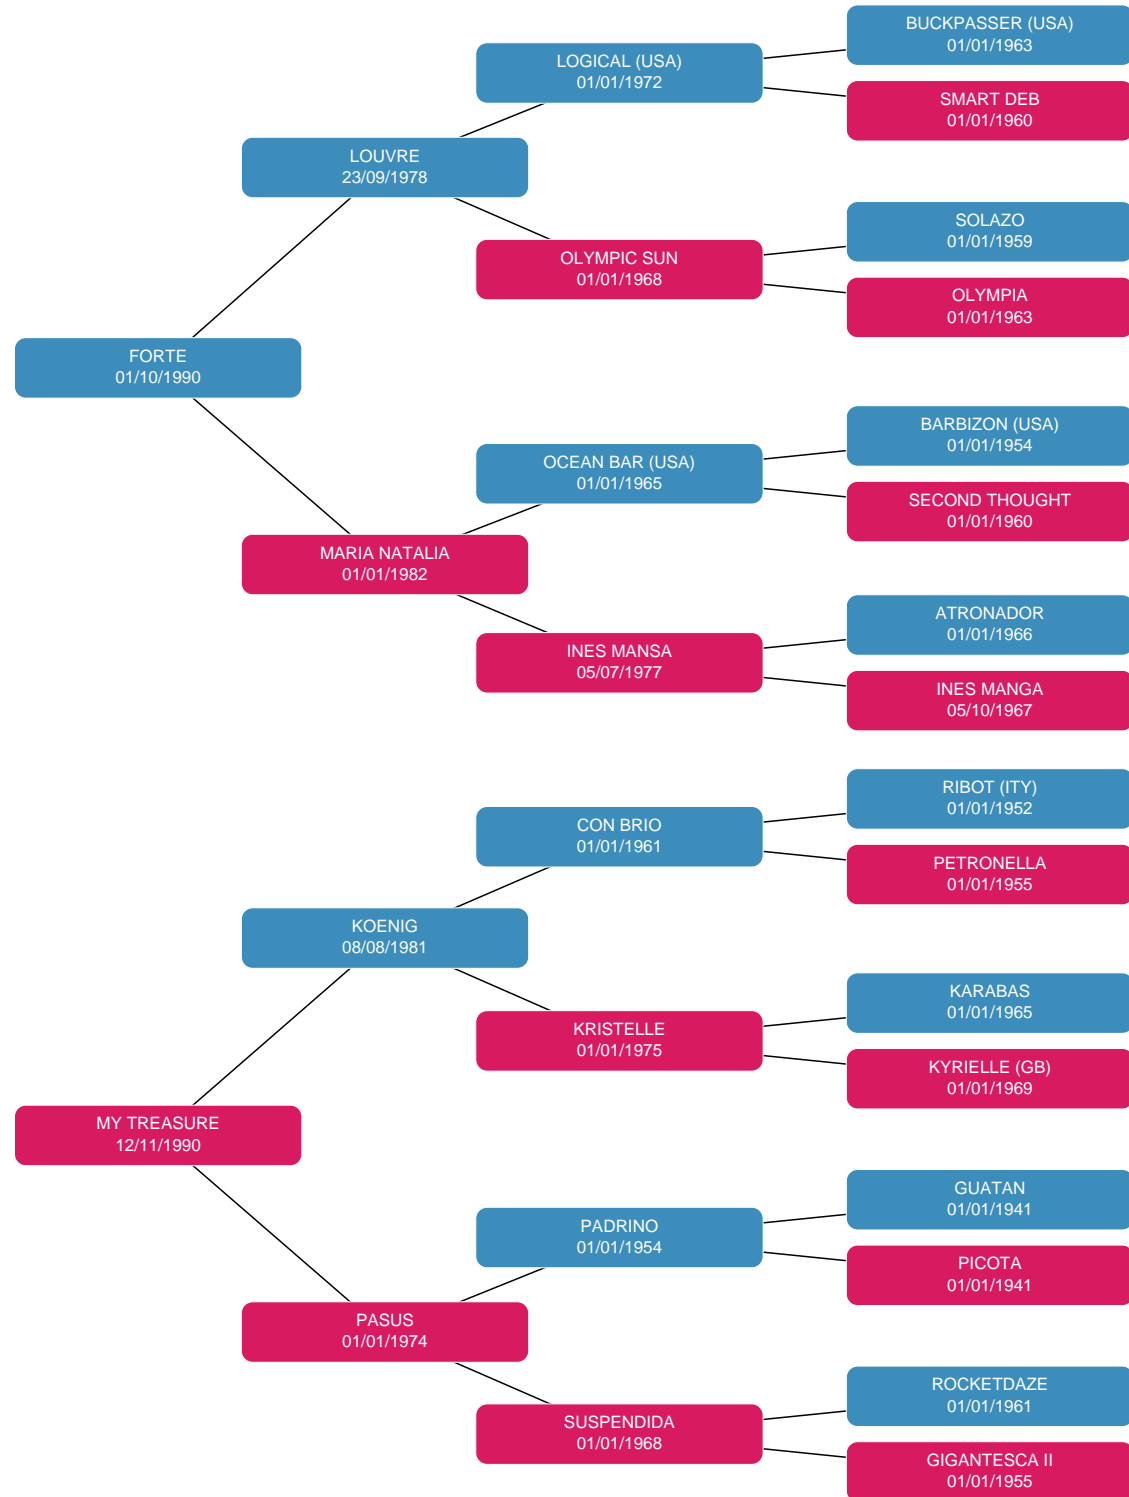 BUCKPASSER (USA)
01/01/1963
LOGICAL (USA)
01/01/1972
SMART DEB
01/01/1960
LOUVRE
23/09/1978
SOLAZO
01/01/1959
OLYMPIC SUN
01/01/1968
OLYMPIA
01/01/1963
FORTE
01/10/1990
BARBIZON (USA)
01/01/1954
OCEAN BAR (USA)
01/01/1965
SECOND THOUGHT
01/01/1960
MARIA NATALIA
01/01/1982
ATRONADOR
01/01/1966
INES MANSA
05/07/1977
INES MANGA
05/10/1967
RIBOT (ITY)
01/01/1952
CON BRIO
01/01/1961
PETRONELLA
01/01/1955
KOENIG
08/08/1981
KARABAS
01/01/1965
KRISTELLE
01/01/1975
KYRIELLE (GB)
01/01/1969
MY TREASURE
12/11/1990
GUATAN
01/01/1941
PADRINO
01/01/1954
PICOTA
01/01/1941
PASUS
01/01/1974
ROCKETDAZE
01/01/1961
SUSPENDIDA
01/01/1968
GIGANTESCA II
01/01/1955